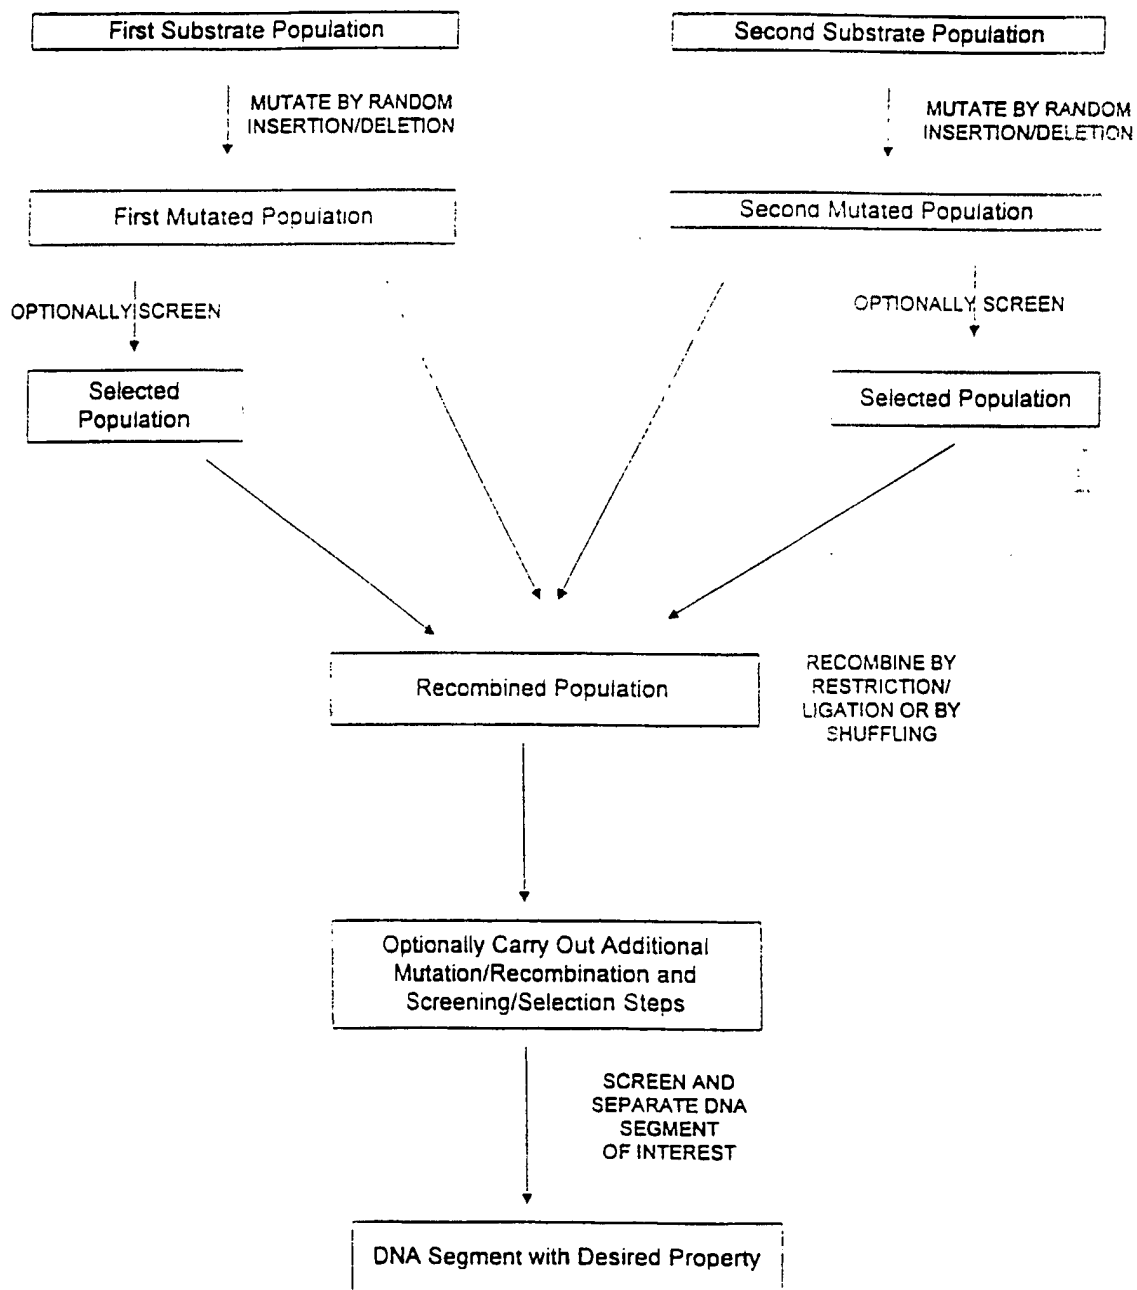 First Substrate Population
Second Substrate Population
MUTATE BY RANDOM
INSERTION/DELETION
MUTATE BY RANDOM
INSERTION/DELETION
First Mutated Population
Second Mutated Population
OPTIONALLY SCREEN
OPTIONALLY SCREEN
Selected
Population
Selected Population
Recombined Population
RECOMBINE BY
RESTRICTION/
LIGATION OR BY
SHUFFLING
Optionally Carry Out Additional
Mutation/Recombination and
Screening/Selection Steps
SCREEN AND
SEPARATE DNA
SEGMENT
OF INTEREST
DNA Segment with Desired Property